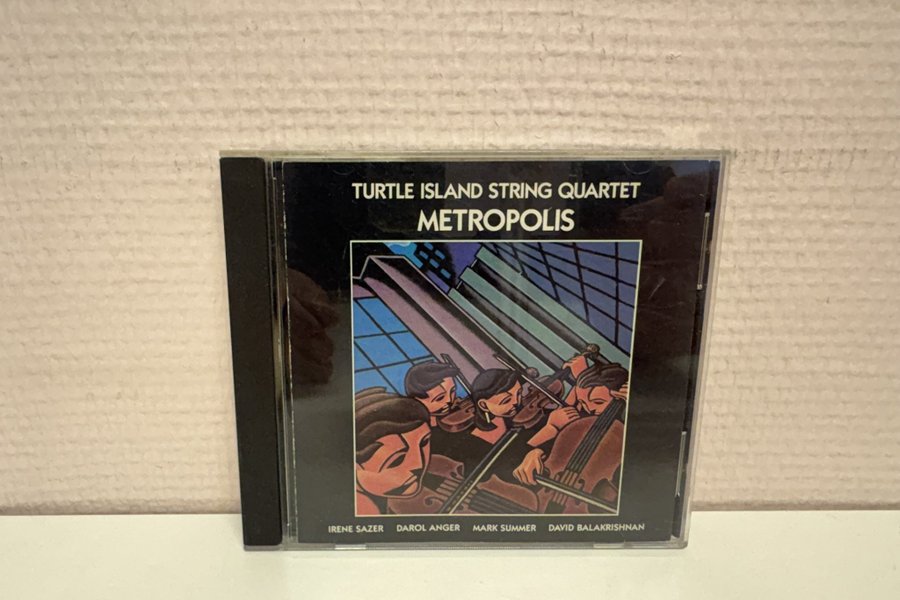 TURTLE ISLAND STRING QUARTET
METROPOLIS
IRENE SAZER DAROL ANGER MARK SUMMER DAVID BALAKRISHNAN